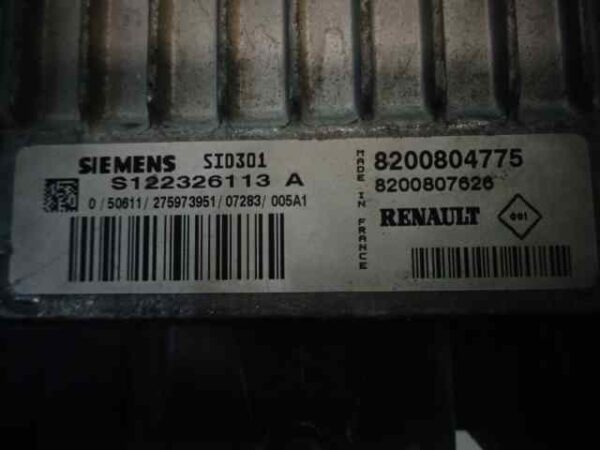 SIEMENS SID301
S122326113 A
0 / 50611 / 275973951 / 07283 / 005A1
MADE IN FRANCE
8200804775
8200807626
RENAULT